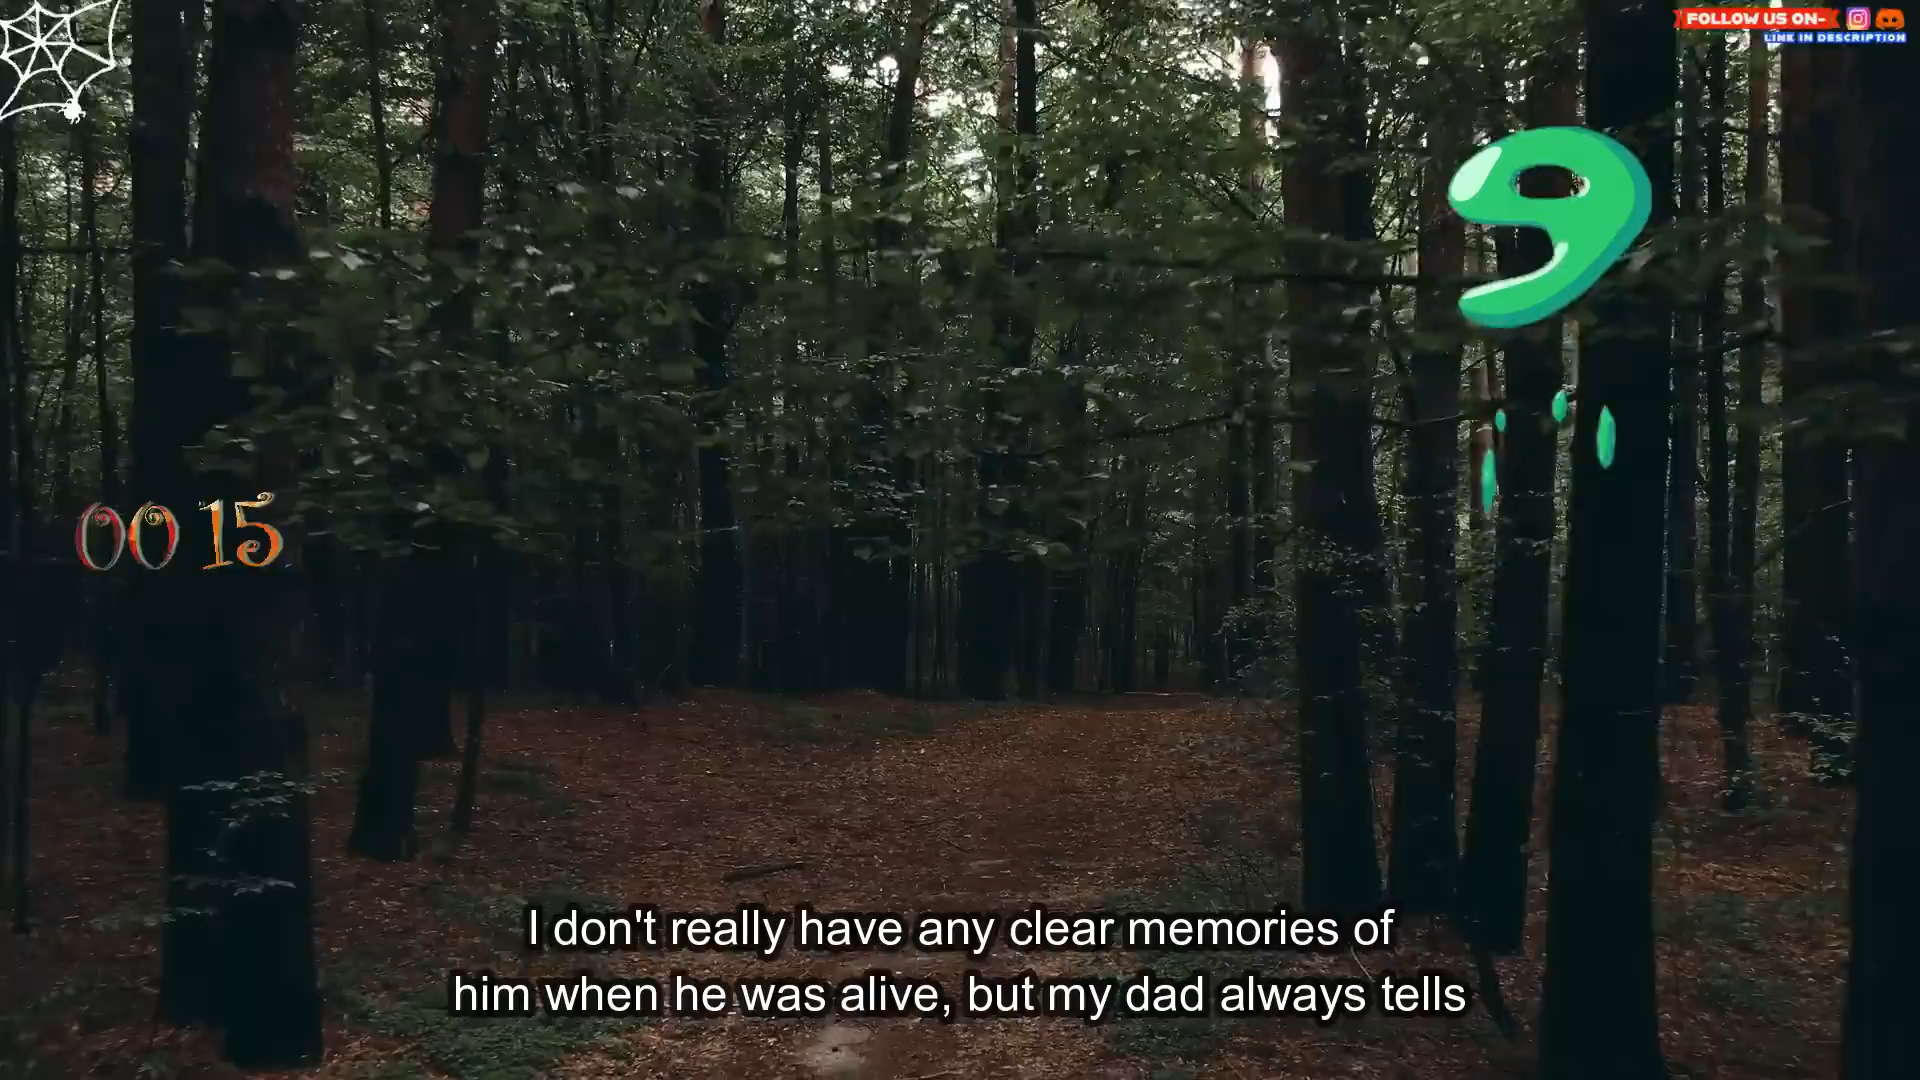 FOLLOW US ON-
LINK IN DESCRIPTION
9
00 15
I don't really have any clear memories of
him when he was alive, but my dad always tells